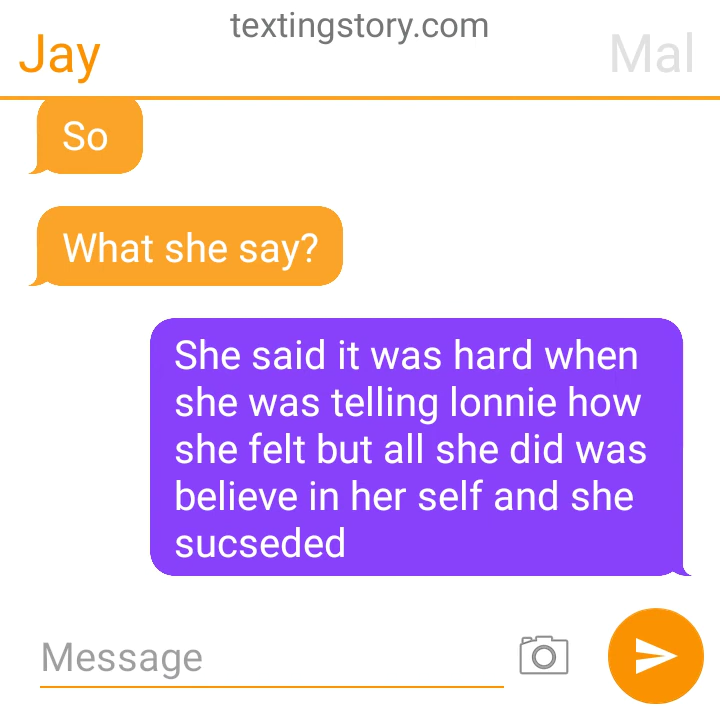 textingstory.com
Jay
Mal
So
What she say?
She said it was hard when
she was telling lonnie how
she felt but all she did was
believe in her self and she
sucseded
Message